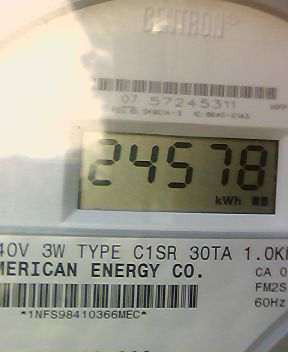 CENTRON®
07 57245311
24578
kWh
40V 3W TYPE C1SR 30TA 1.0K
MERICAN ENERGY CO.
CA 0
FM2S
60Hz
*1NFS98410366MEC*